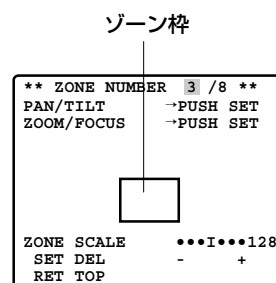 ゾーン枠
** ZONE NUMBER 3 /8 **
PAN/TILT →PUSH SET
ZOOM/FOCUS →PUSH SET
ZONE SCALE ●●●I●●●128
SET DEL - +
RET TOP